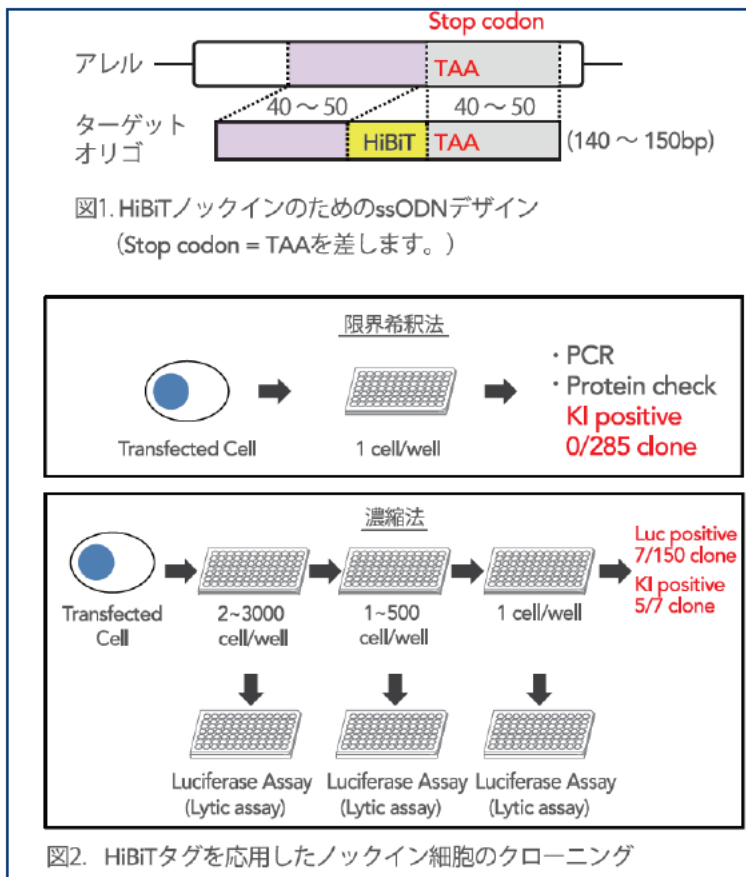 Stop codon
アレル
TAA
40～50 40～50
ターゲット
オリゴ
HiBiT TAA (140～150bp)
図1. HiBiTノックインのためのssODNデザイン
（Stop codon = TAAを差します。）
限界希釈法
・PCR
・Protein check
KI positive
0/285 clone
Transfected Cell
1 cell/well
濃縮法
Luc positive
7/150 clone
KI positive
5/7 clone
Transfected
Cell
2~3000
cell/well
1~500
cell/well
1 cell/well
Luciferase Assay
(Lytic assay)
Luciferase Assay
(Lytic assay)
Luciferase Assay
(Lytic assay)
図2. HiBiTタグを応用したノックイン細胞のクローニング